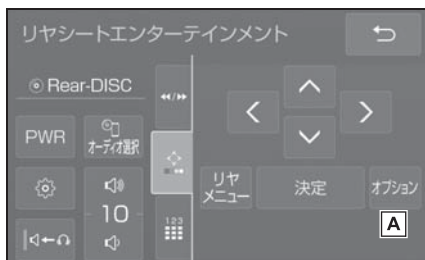 リヤシートエンターテインメント
Rear-DISC
PWR
オーディオ選択
リヤ
メニュー
決定
オプション
A
10
123